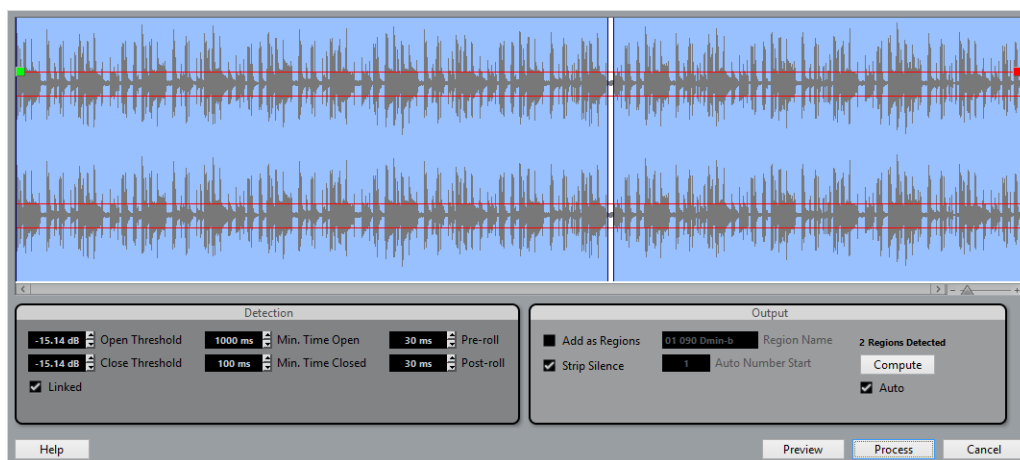 Detection
-15.14 dB Open Threshold 1000 ms Min. Time Open 30 ms Pre-roll
-15.14 dB Close Threshold 100 ms Min. Time Closed 30 ms Post-roll
Linked
Output
Add as Regions 01 090 Dmin-b Region Name 2 Regions Detected
Strip Silence 1 Auto Number Start Compute
Auto
Help Preview Process Cancel